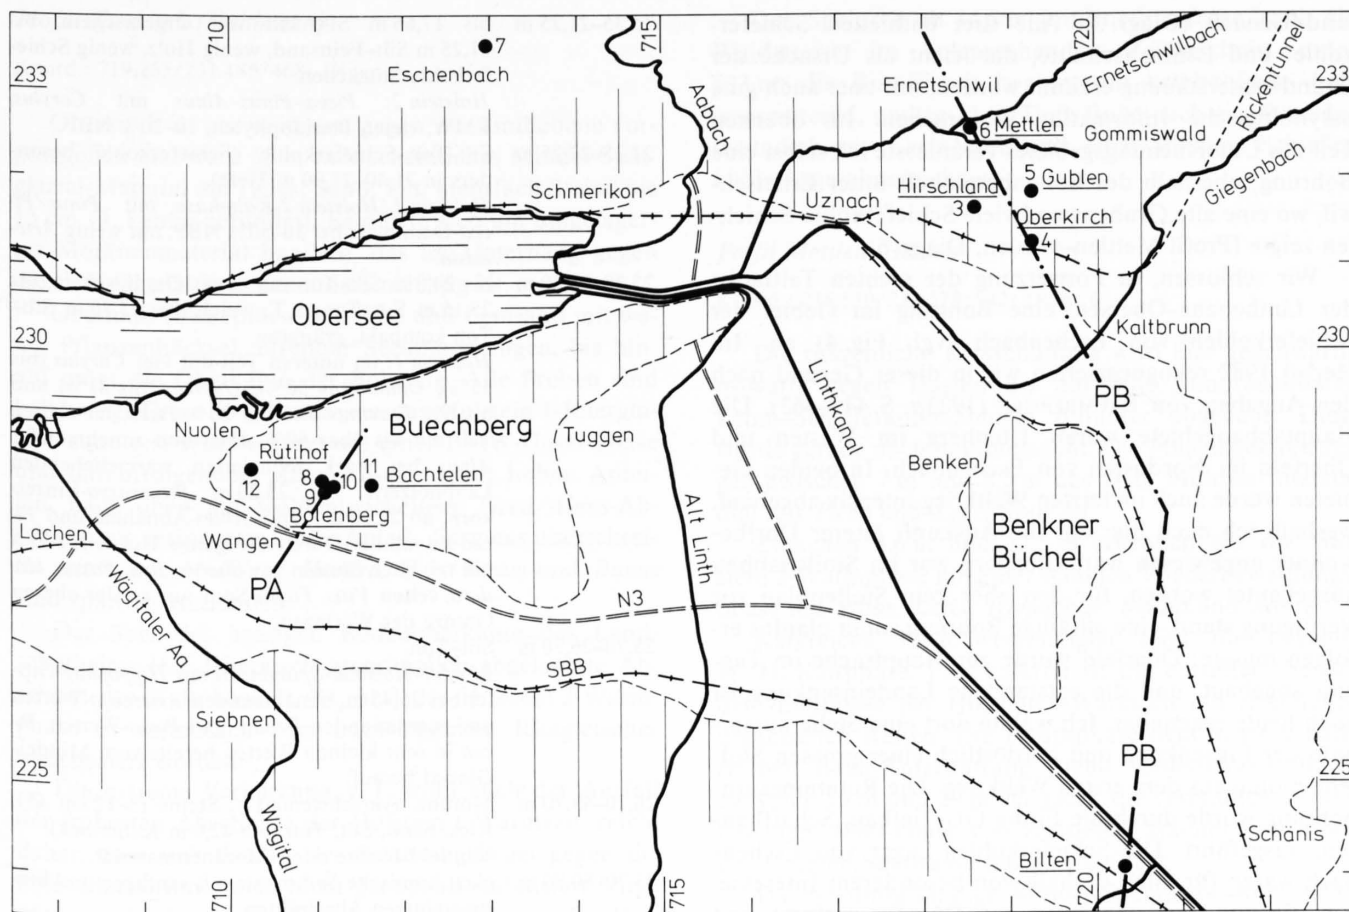 710
715
720
7
Eschenbach
233
Aabach
Ernetschwil
Ernetschwilbach
Rickentunnel
233
6 Mettlen
Gommiswald
Giegenbach
5 Gublen
Schmerikon
Hirschland
3
Uznach
Oberkirch
4
Obersee
230
Kaltbrunn
230
PB
Linthkanal
Nuolen
Buechberg
Tuggen
Benken
Rütihof
12
8
9
10
11
Bachtelen
Bolenberg
Lachen
Wangen
PA
Alt. Linth
Benkner
Büchel
Wägitaler Aa
N3
SBB
Siebnen
PB
225
225
Wägital
Schänis
Bilten
710
715
720